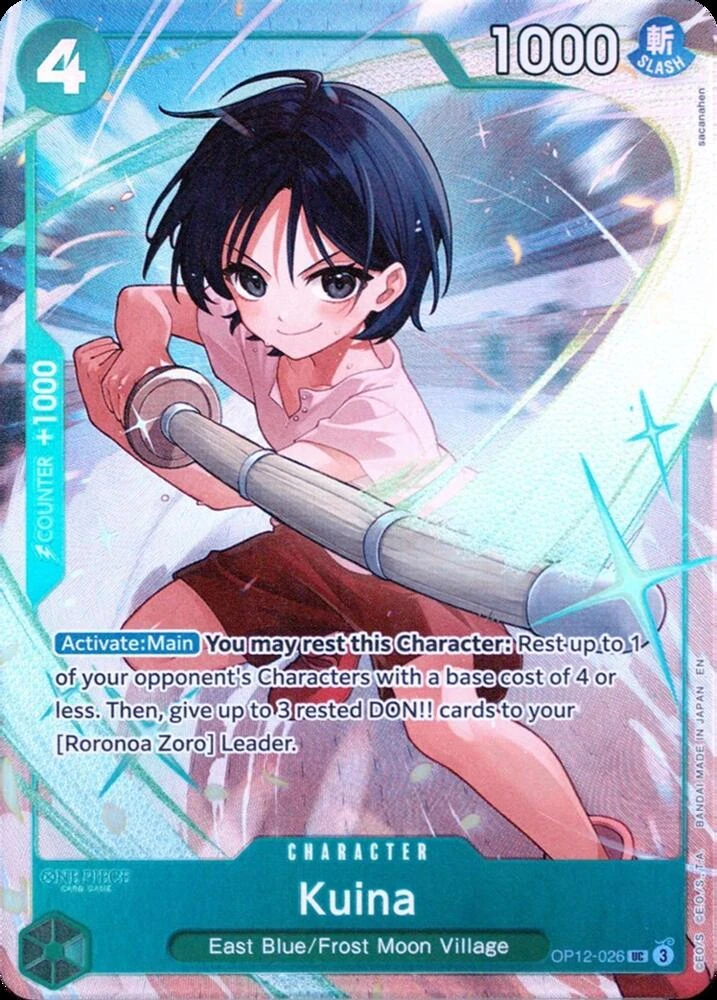 4
1000
斬
SLASH
sacanahen
COUNTER +1000
Activate:Main You may rest this Character: Rest up to 1
of your opponent's Characters with a base cost of 4 or
less. Then, give up to 3 rested DON!! cards to your
[Roronoa Zoro] Leader.
©E.O/S ©E.O./S.,T.A BANDAI MADE IN JAPAN EN
CHARACTER
ONE PIECE
CARD GAME
Kuina
East Blue/Frost Moon Village
OP12-026 UC 3